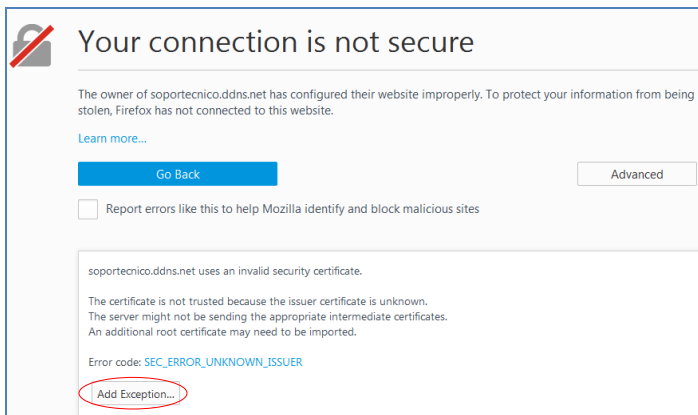 Your connection is not secure
The owner of soportecnico.ddns.net has configured their website improperly. To protect your information from being
stolen, Firefox has not connected to this website.
Learn more...
Go Back
Advanced
Report errors like this to help Mozilla identify and block malicious sites
soportecnico.ddns.net uses an invalid security certificate.
The certificate is not trusted because the issuer certificate is unknown.
The server might not be sending the appropriate intermediate certificates.
An additional root certificate may need to be imported.
Error code: SEC_ERROR_UNKNOWN_ISSUER
Add Exception...